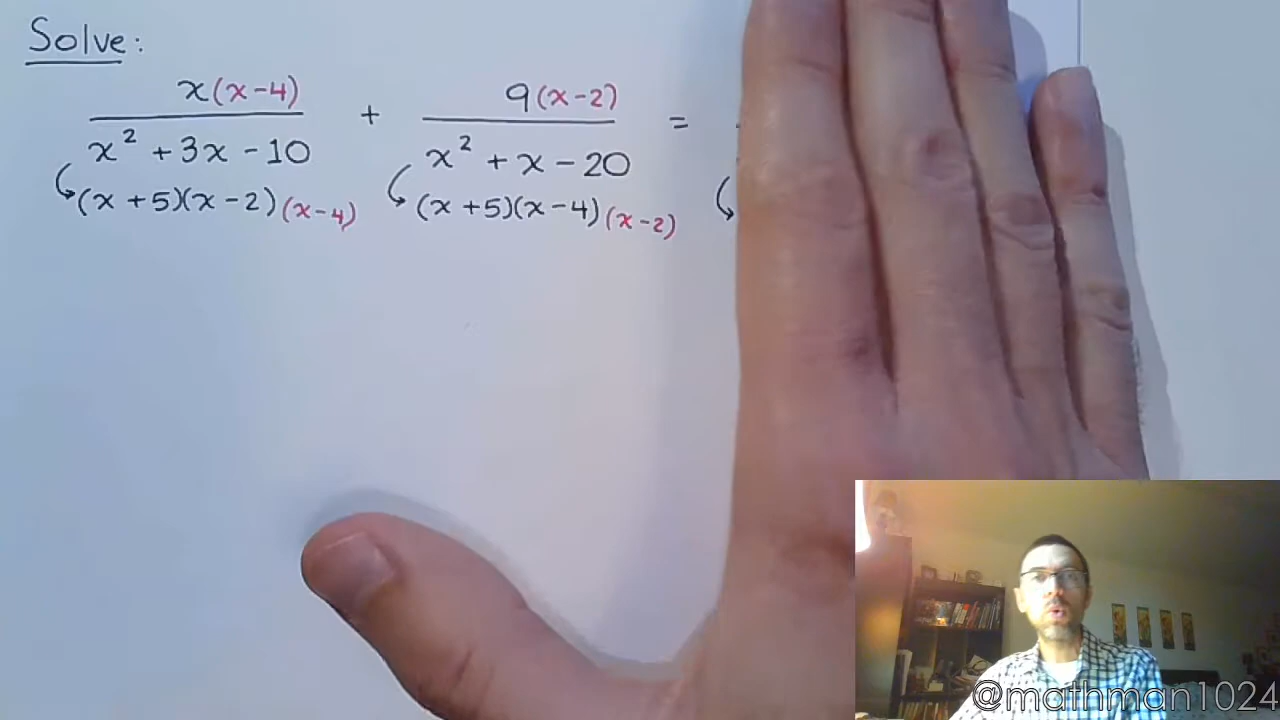 Solve:
x(x-4) + 9(x-2) =
x² + 3x - 10 x² + x - 20
(x+5)(x-2)(x-4) (x+5)(x-4)(x-2)
@mathman1024